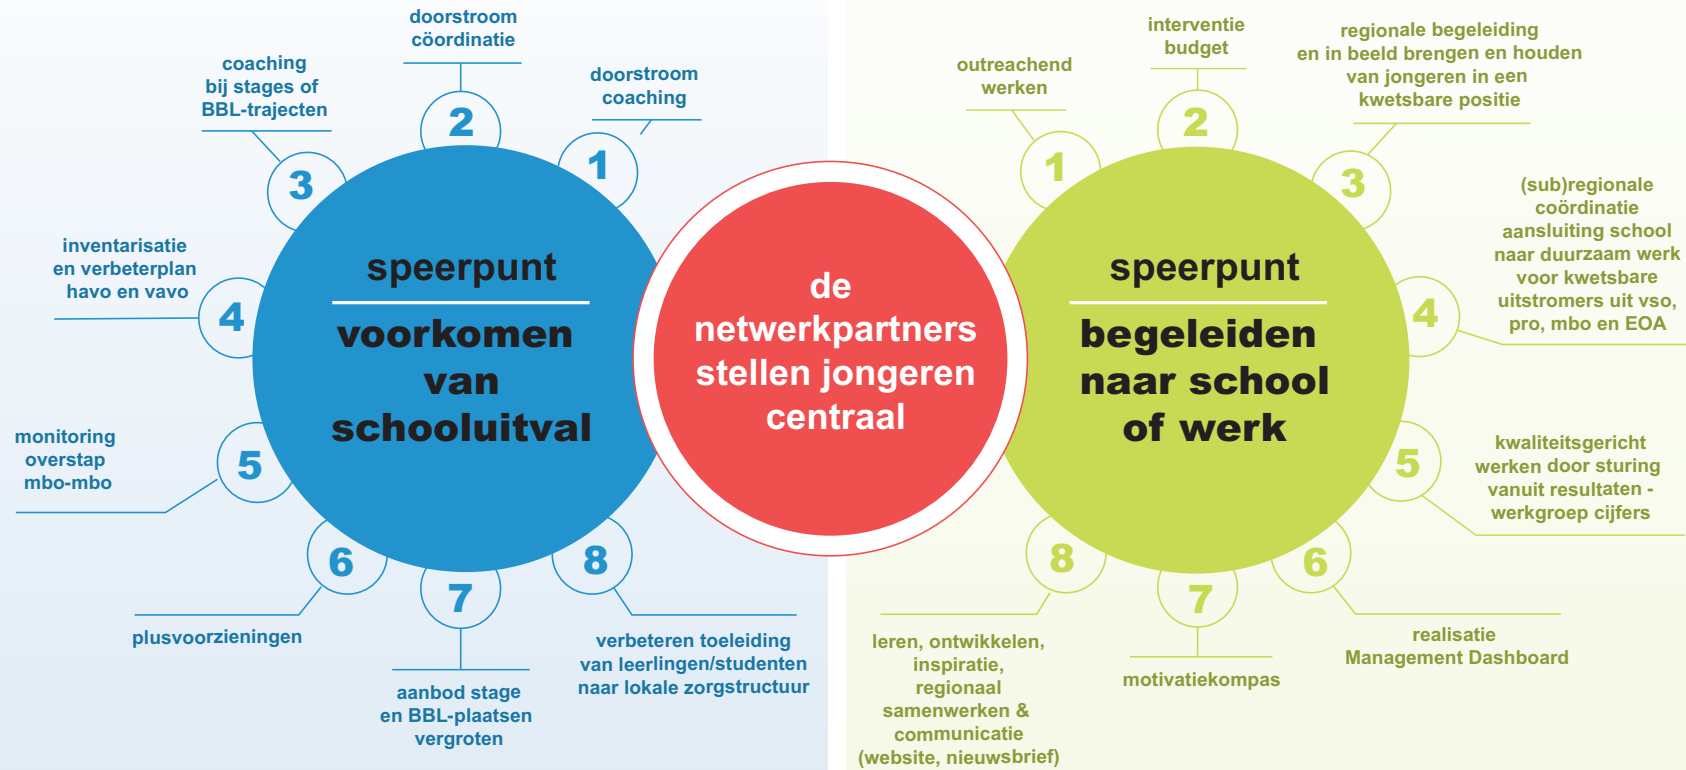 doorstroom
cöordinatie
2
doorstroom
coaching
1
coaching
bij stages of
BBL-trajecten
3
inventarisatie
en verbeterplan
havo en vavo
4
monitoring
overstap
mbo-mbo
5
plusvoorzieningen
6
aanbod stage
en BBL-plaatsen
vergroten
7
verbeteren toeleiding
van leerlingen/studenten
naar lokale zorgstructuur
8
speerpunt
voorkomen
van
schooluitval
de
netwerkpartners
stellen jongeren
centraal
speerpunt
begeleiden
naar school
of werk
outreachend
werken
1
interventie
budget
2
regionale begeleiding
en in beeld brengen en houden
van jongeren in een
kwetsbare positie
3
(sub)regionale
coördinatie
aansluiting school
naar duurzaam werk
voor kwetsbare
uitstromers uit vso,
pro, mbo en EOA
4
kwaliteitsgericht
werken door sturing
vanuit resultaten -
werkgroep cijfers
5
realisatie
Management Dashboard
6
motivatiekompas
7
leren, ontwikkelen,
inspiratie,
regionaal
samenwerken &
communicatie
(website, nieuwsbrief)
8